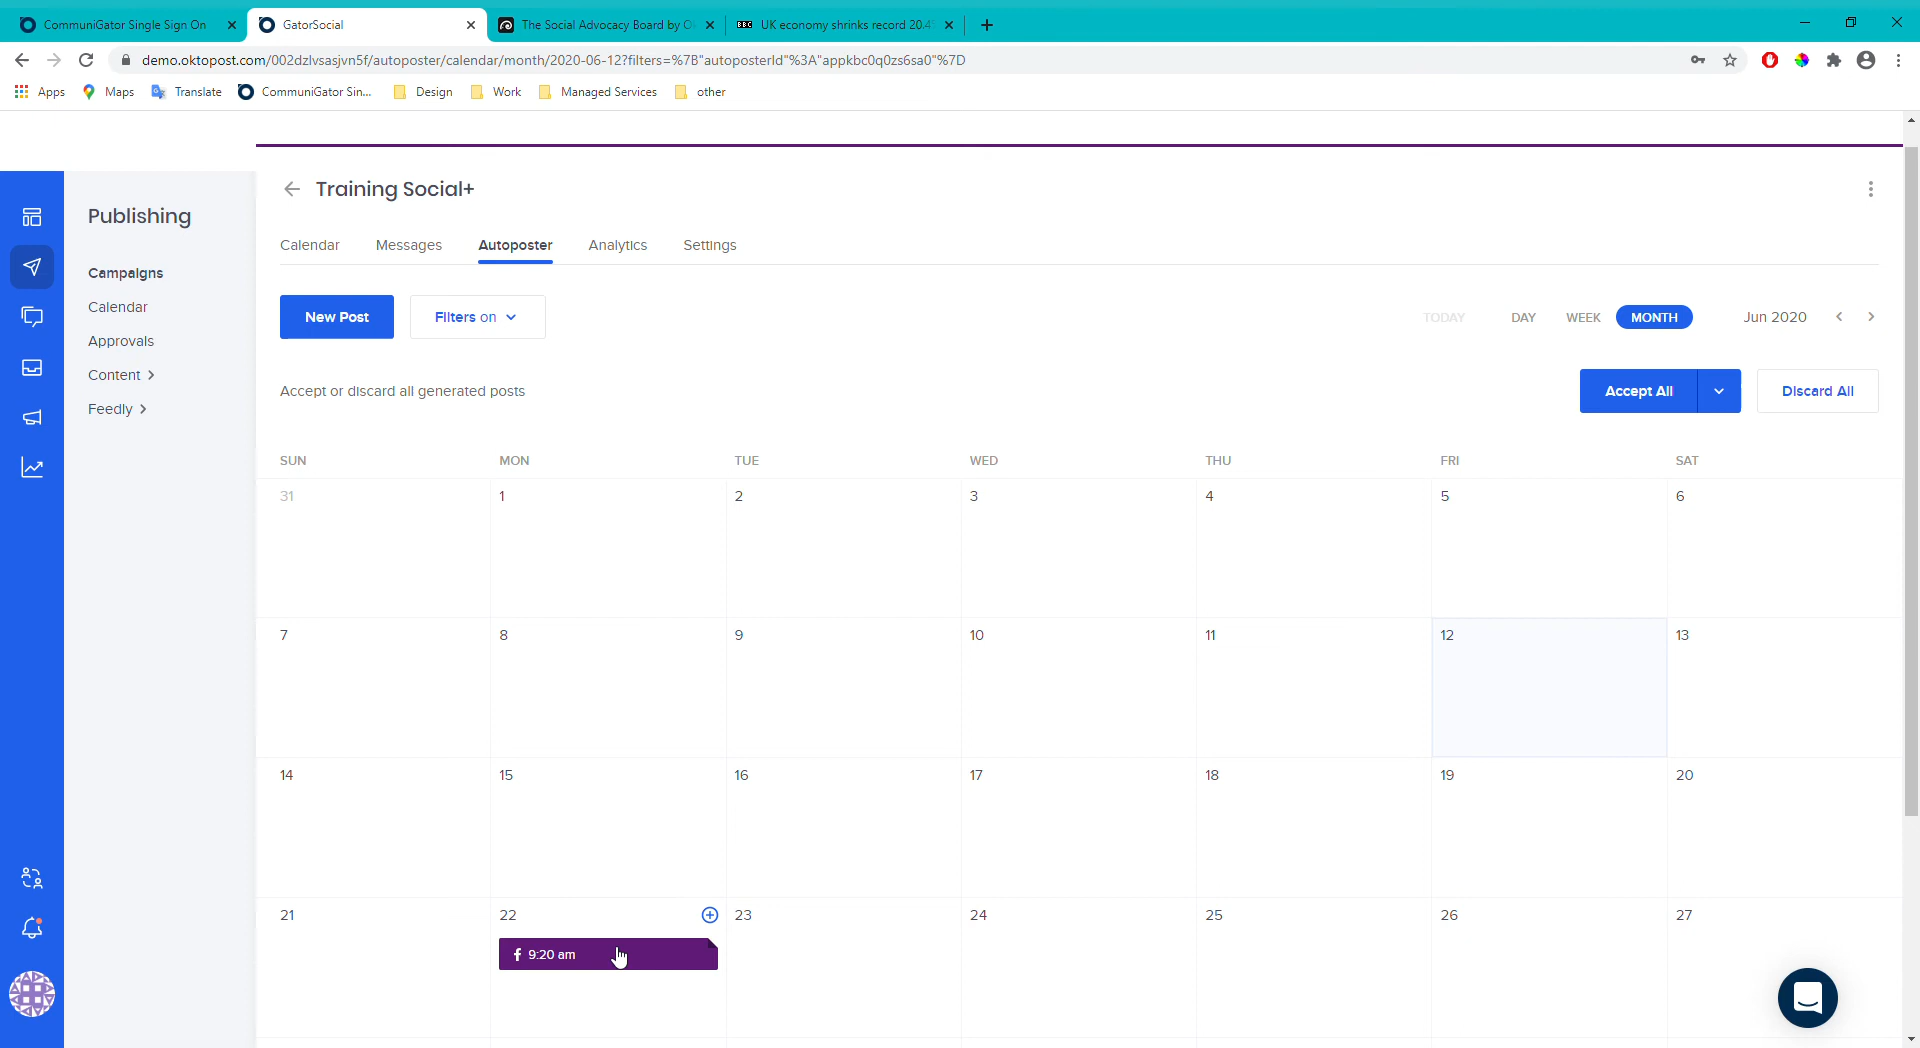 CommuniGator Single Sign On
GatorSocial
The Social Advocacy Board by O
UK economy shrinks record 20.4
demo.oktopost.com/002dzlvsasjvn5f/autoposter/calendar/month/2020-06-12?filters=%7B"autoposterId"%3A"appkbc0q0zs6sa0"%7D
Apps
Maps
Translate
CommuniGator Sin...
Design
Work
Managed Services
other
Training Social+
Publishing
Campaigns
Calendar
Approvals
Content
Feedly
Calendar Messages Autoposter Analytics Settings
New Post
Filters on
TODAY DAY WEEK MONTH Jun 2020
Accept or discard all generated posts
Accept All
Discard All
SUN MON TUE WED THU FRI SAT
31 1 2 3 4 5 6
7 8 9 10 11 12 13
14 15 16 17 18 19 20
21 22 23 24 25 26 27
9:20 am